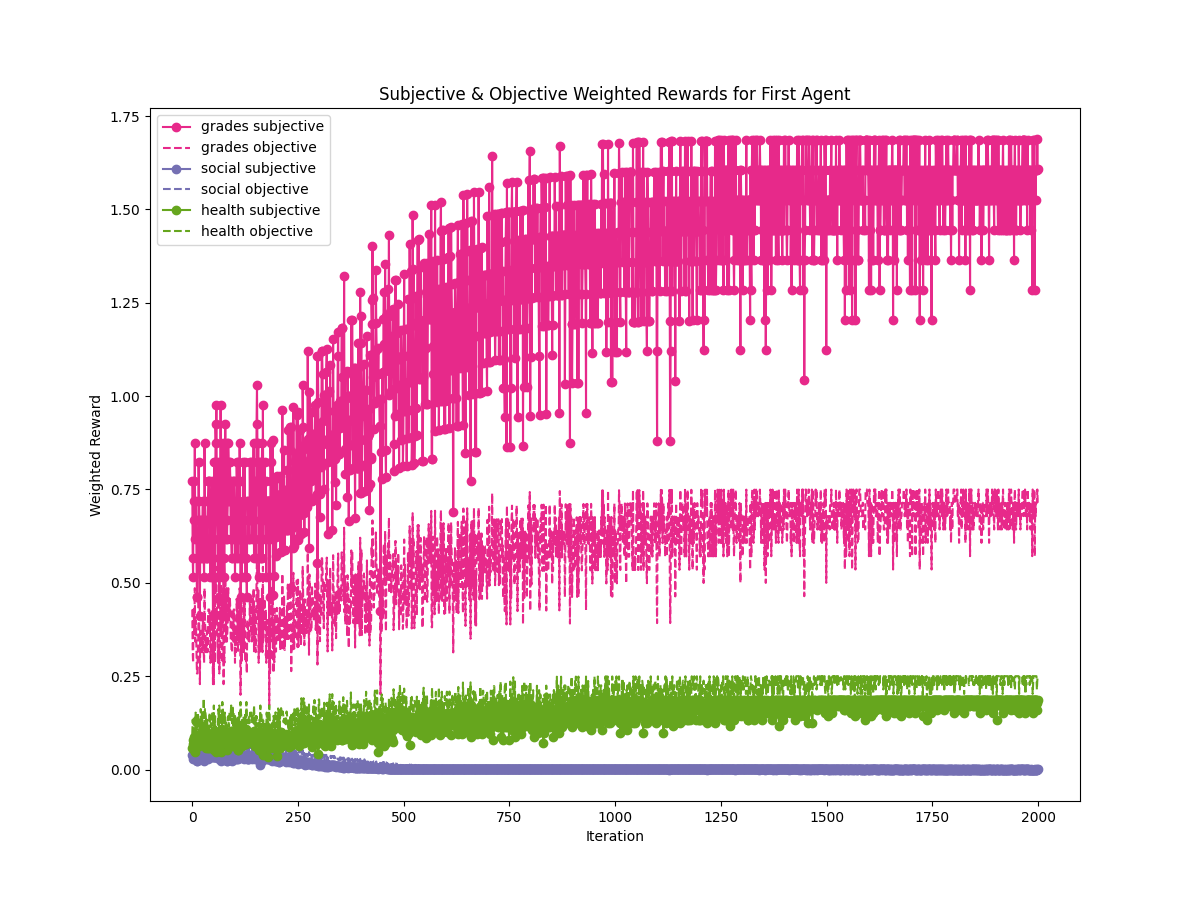 Subjective & Objective Weighted Rewards for First Agent
grades subjective
grades objective
social subjective
social objective
health subjective
health objective
Weighted Reward
1.75
1.50
1.25
1.00
0.75
0.50
0.25
0.00
0
250
500
750
1000
1250
1500
1750
2000
Iteration